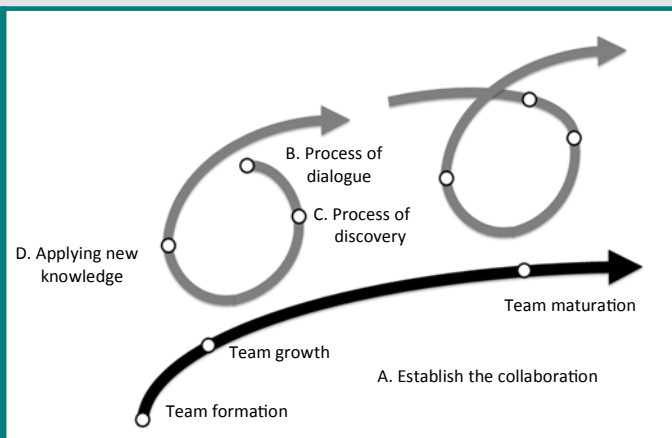 B. Process of
dialogue
C. Process of
discovery
D. Applying new
knowledge
Team maturation
Team growth
A. Establish the collaboration
Team formation